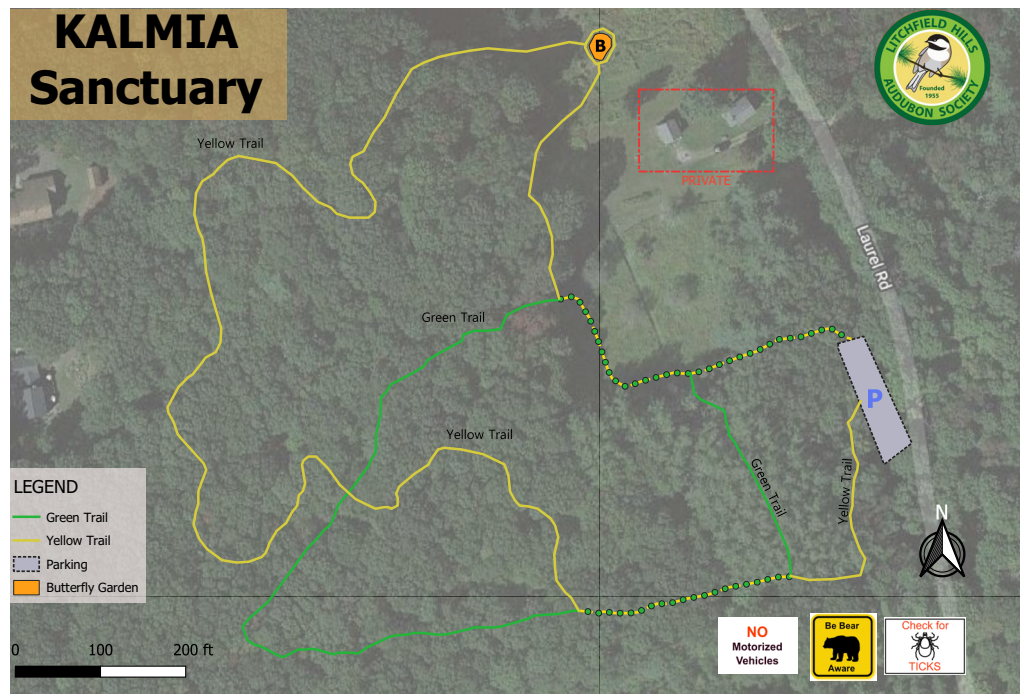 KALMIA
Sanctuary
B
LITCHFIELD HILLS
Founded
1955
AUDUBON SOCIETY
Yellow Trail
PRIVATE
Laurel Rd
Green Trail
P
Yellow Trail
Green Trail
Yellow Trail
LEGEND
Green Trail
Yellow Trail
Parking
Butterfly Garden
N
0 100 200 ft
NO
Motorized
Vehicles
Be Bear
Aware
Check for
TICKS